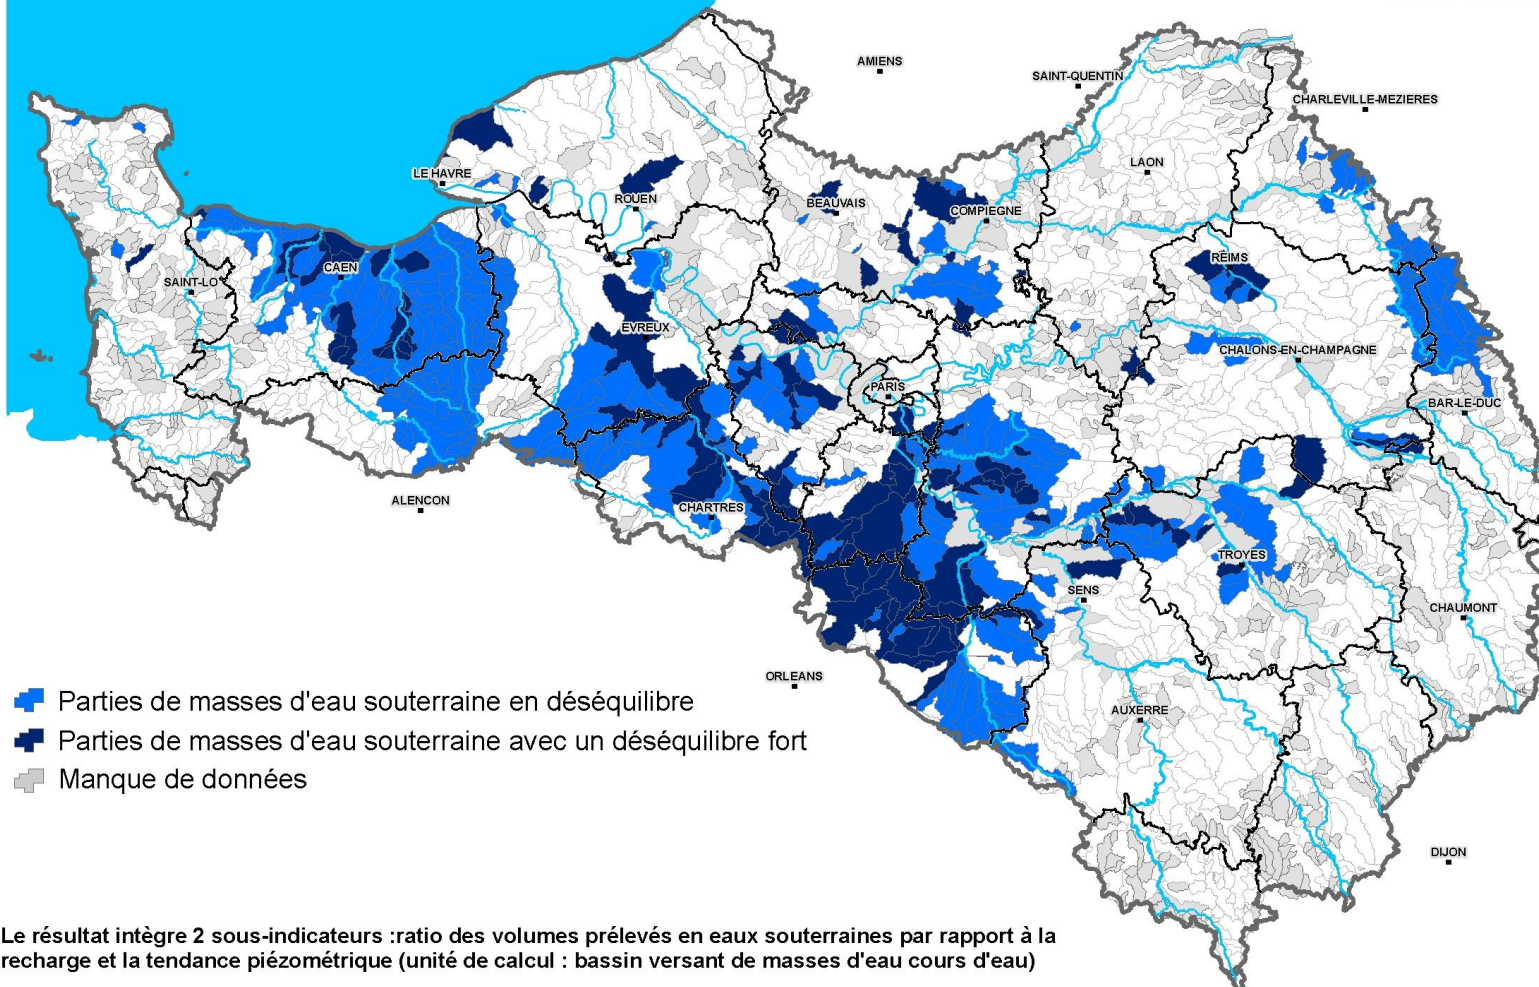 AMIENS
SAINT-QUENTIN
CHARLEVILLE-MEZIERES
LE HAVRE
LAON
ROUEN
BEAUVAIS
COMPIEGNE
CAEN
SAINT-LO
REIMS
EVREUX
CHALONS-EN-CHAMPAGNE
PARIS
BAR-LE-DUC
ALENCON
CHARTRES
TROYES
SENS
CHAUMONT
ORLEANS
AUXERRE
DIJON
Parties de masses d'eau souterraine en déséquilibre
Parties de masses d'eau souterraine avec un déséquilibre fort
Manque de données
Le résultat intègre 2 sous-indicateurs :ratio des volumes prélevés en eaux souterraines par rapport à la
recharge et la tendance piézométrique (unité de calcul : bassin versant de masses d'eau cours d'eau)